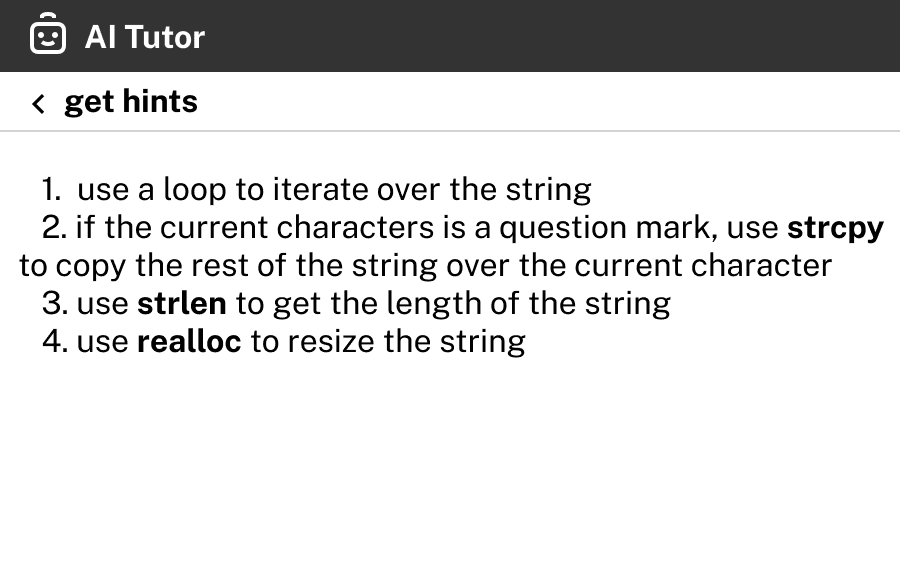 AI Tutor
get hints
1. use a loop to iterate over the string
2. if the current characters is a question mark, use strcpy
to copy the rest of the string over the current character
3. use strlen to get the length of the string
4. use realloc to resize the string